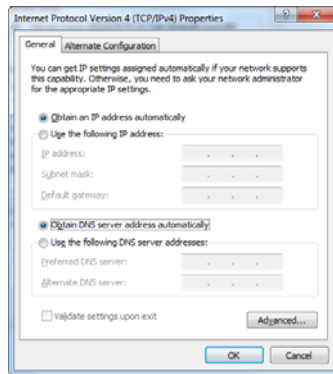 Internet Protocol Version 4 (TCP/IPv4) Properties
General
Alternate Configuration
You can get IP settings assigned automatically if your network supports
this capability. Otherwise, you need to ask your network administrator
for the appropriate IP settings.
Obtain an IP address automatically
Use the following IP address:
IP address:
Subnet mask:
Default gateway:
Obtain DNS server address automatically
Use the following DNS server addresses:
Preferred DNS server:
Alternate DNS server:
Validate settings upon exit
Advanced...
OK
Cancel